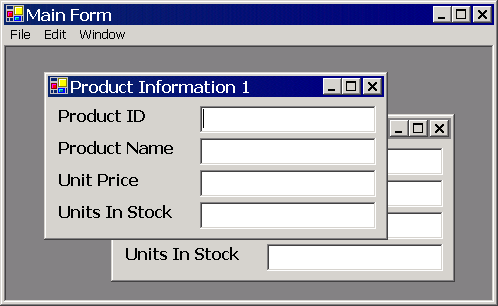 Main Form
File Edit Window
Product Information 1
Product ID
Product Name
Unit Price
Units In Stock
Units In Stock